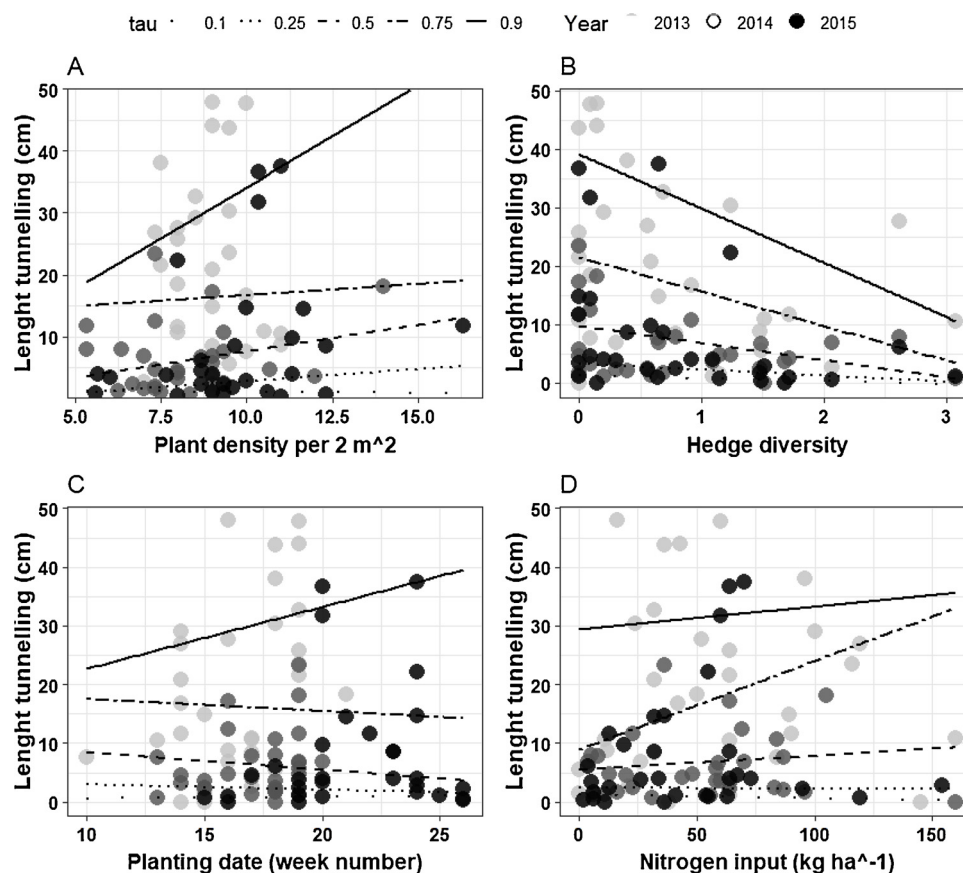 tau 0.1 0.25 0.5 0.75 0.9 Year 2013 2014 2015
A
50
40
30
20
10
Lenght tunnelling (cm)
5.0 7.5 10.0 12.5 15.0
Plant density per 2 m^2
B
50
40
30
20
10
0
Lenght tunnelling (cm)
0 1 2 3
Hedge diversity
C
50
40
30
20
10
0
Lenght tunnelling (cm)
10 15 20 25
Planting date (week number)
D
50
40
30
20
10
0
Lenght tunnelling (cm)
0 50 100 150
Nitrogen input (kg ha^-1)